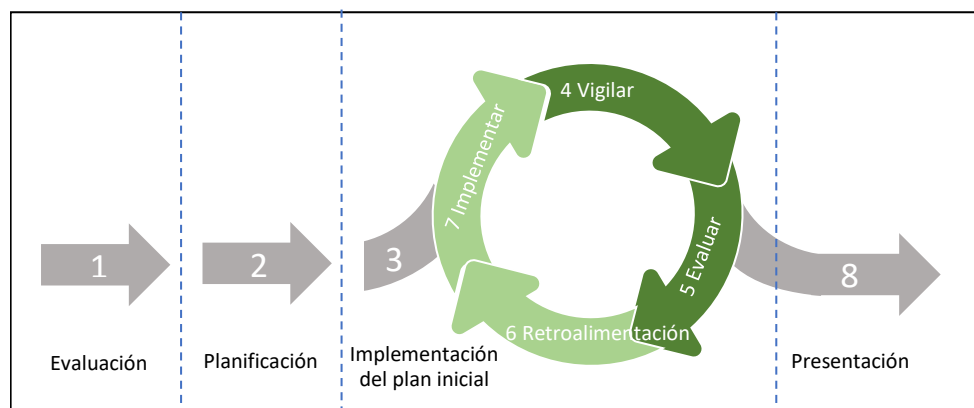 1
Evaluación
2
Planificación
3
Implementación
del plan inicial
4 Vigilar
5 Evaluar
6 Retroalimentación
7 Implementar
8
Presentación